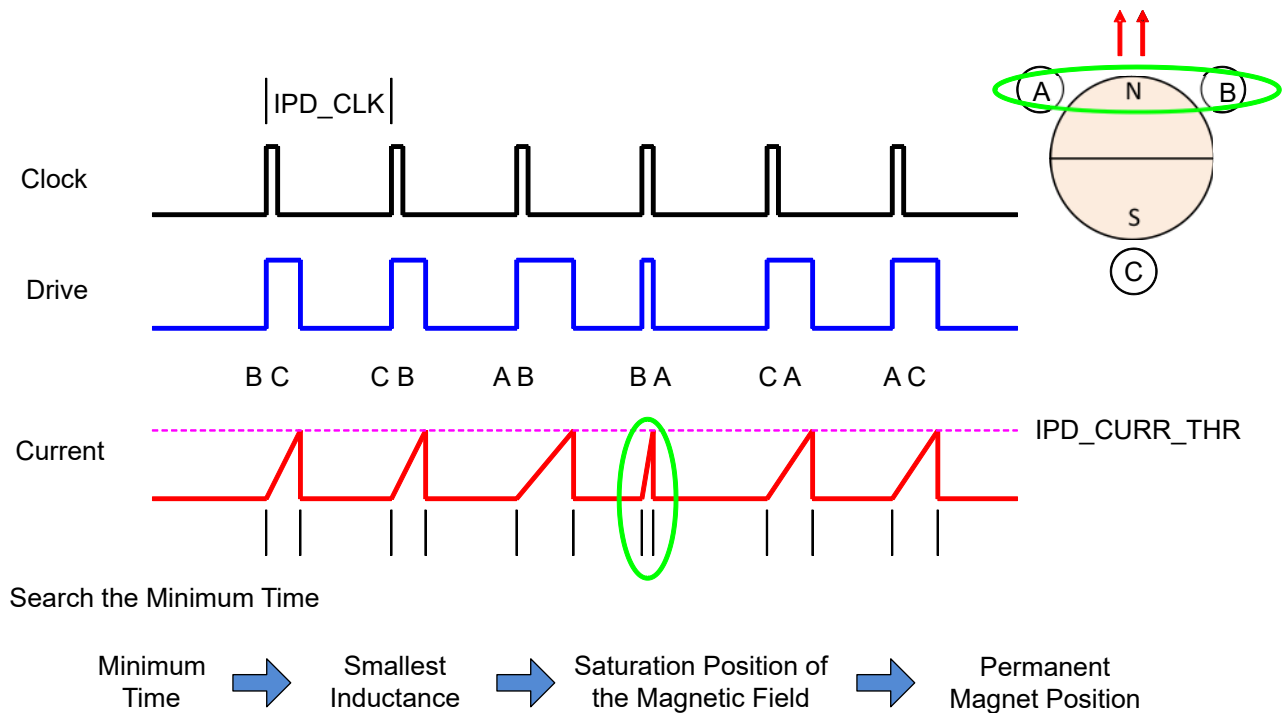 IPD_CLK
A
N
B
Clock
S
C
Drive
B C
C B
A B
B A
C A
A C
IPD_CURR_THR
Current
Search the Minimum Time
Minimum
Time
Smallest
Inductance
Saturation Position of
the Magnetic Field
Permanent
Magnet Position